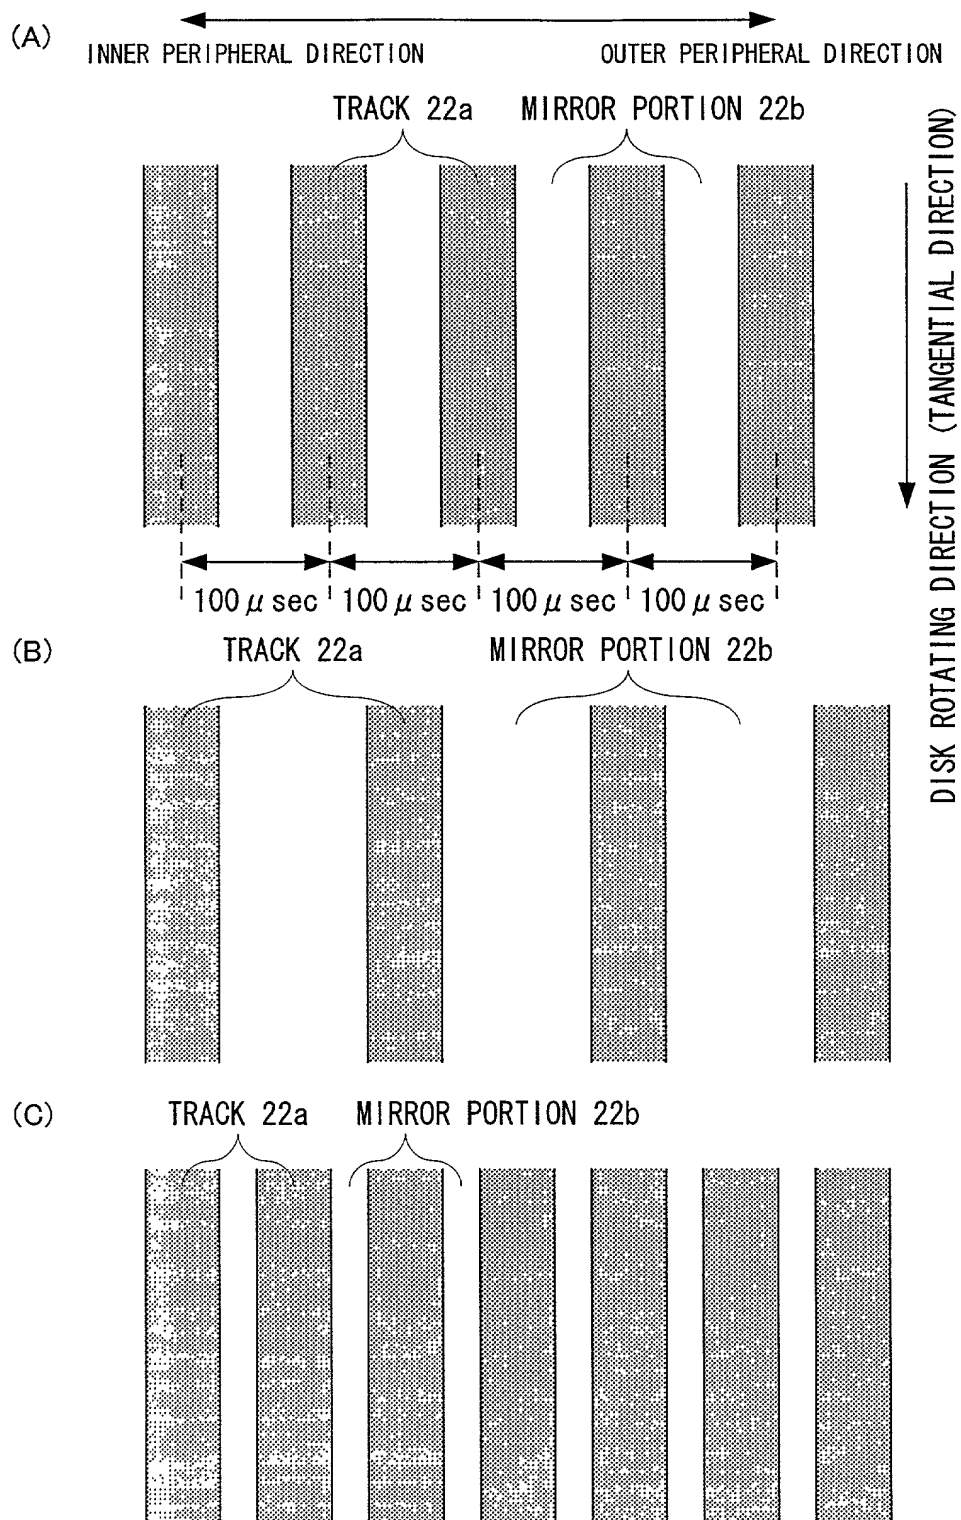 (A)
INNER PERIPHERAL DIRECTION
OUTER PERIPHERAL DIRECTION
TRACK 22a
MIRROR PORTION 22b
DISK ROTATING DIRECTION (TANGENTIAL DIRECTION)
100 μ sec
100 μ sec
100 μ sec
100 μ sec
(B)
TRACK 22a
MIRROR PORTION 22b
(C)
TRACK 22a
MIRROR PORTION 22b